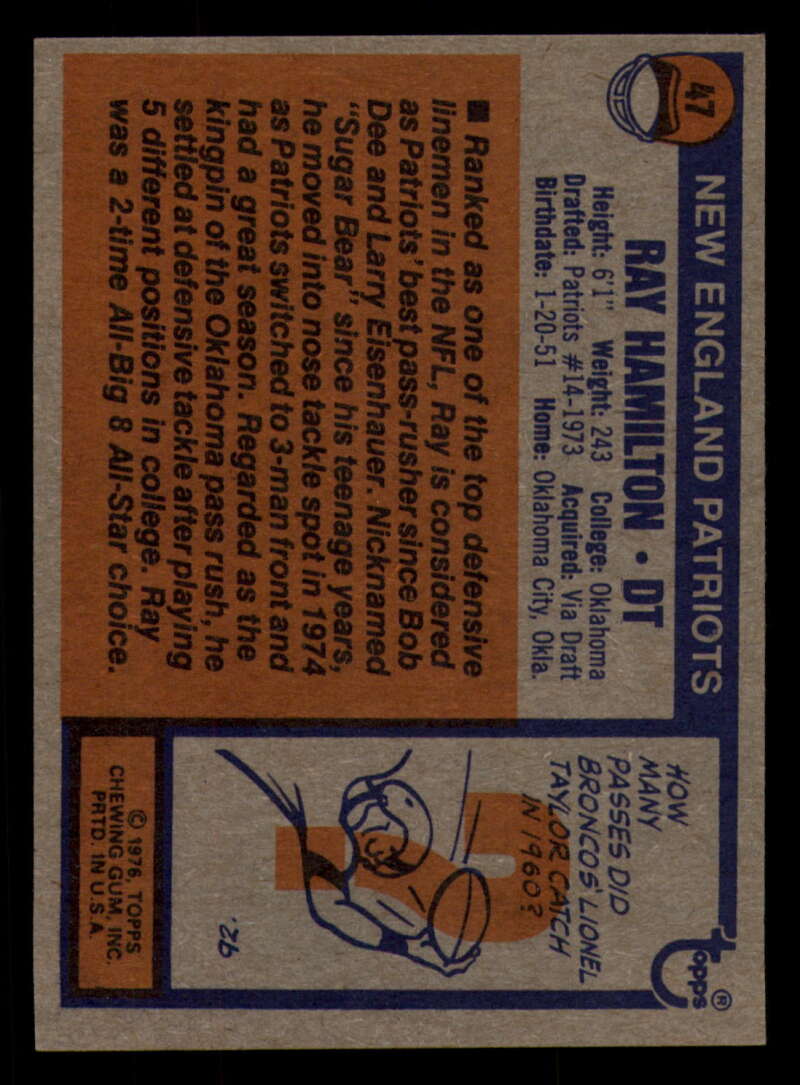 47
NEW ENGLAND PATRIOTS
RAY HAMILTON • DT
Height: 6'1" Weight: 243 College: Oklahoma
Drafted: Patriots #14-1973 Acquired: Via Draft
Birthdate: 1-20-51 Home: Oklahoma City, Okla.
■ Ranked as one of the top defensive
linemen in the NFL, Ray is considered
as Patriots' best pass-rusher since Bob
Dee and Larry Eisenhauer. Nicknamed
"Sugar Bear" since his teenage years,
he moved into nose tackle spot in 1974
as Patriots switched to 3-man front and
had a great season. Regarded as the
kingpin of the Oklahoma pass rush, he
settled at defensive tackle after playing
5 different positions in college. Ray
was a 2-time All-Big 8 All-Star choice.
topps®
HOW
MANY
PASSES DID
BRONCOS' LIONEL
TAYLOR CATCH
IN 1960?
?
'92
© 1976, TOPPS
CHEWING GUM, INC.
PRTD. IN U.S.A.